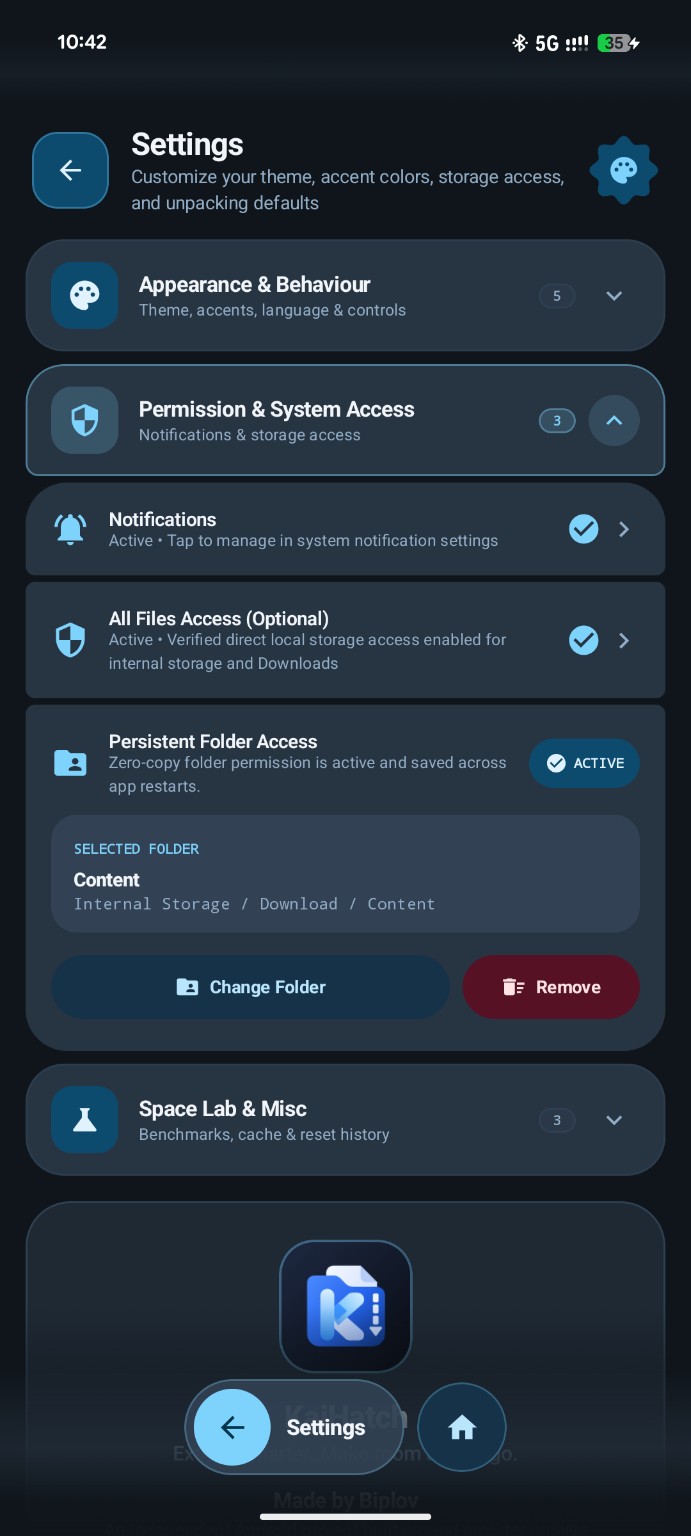 10:42
5G
35
Settings
Customize your theme, accent colors, storage access,
and unpacking defaults
Appearance & Behaviour
Theme, accents, language & controls
5
Permission & System Access
Notifications & storage access
3
Notifications
Active • Tap to manage in system notification settings
All Files Access (Optional)
Active • Verified direct local storage access enabled for
internal storage and Downloads
Persistent Folder Access
Zero-copy folder permission is active and saved across
app restarts.
ACTIVE
SELECTED FOLDER
Content
Internal Storage / Download / Content
Change Folder
Remove
Space Lab & Misc
Benchmarks, cache & reset history
3
Settings
Made by Biplov